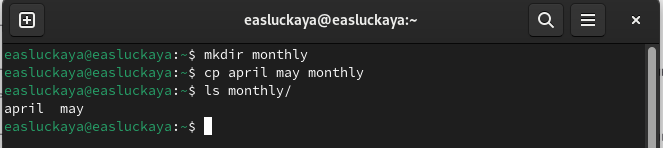 easluckaya@easluckaya:~
easluckaya@easluckaya:~$ mkdir monthly
easluckaya@easluckaya:~$ cp april may monthly
easluckaya@easluckaya:~$ ls monthly/
april  may
easluckaya@easluckaya:~$